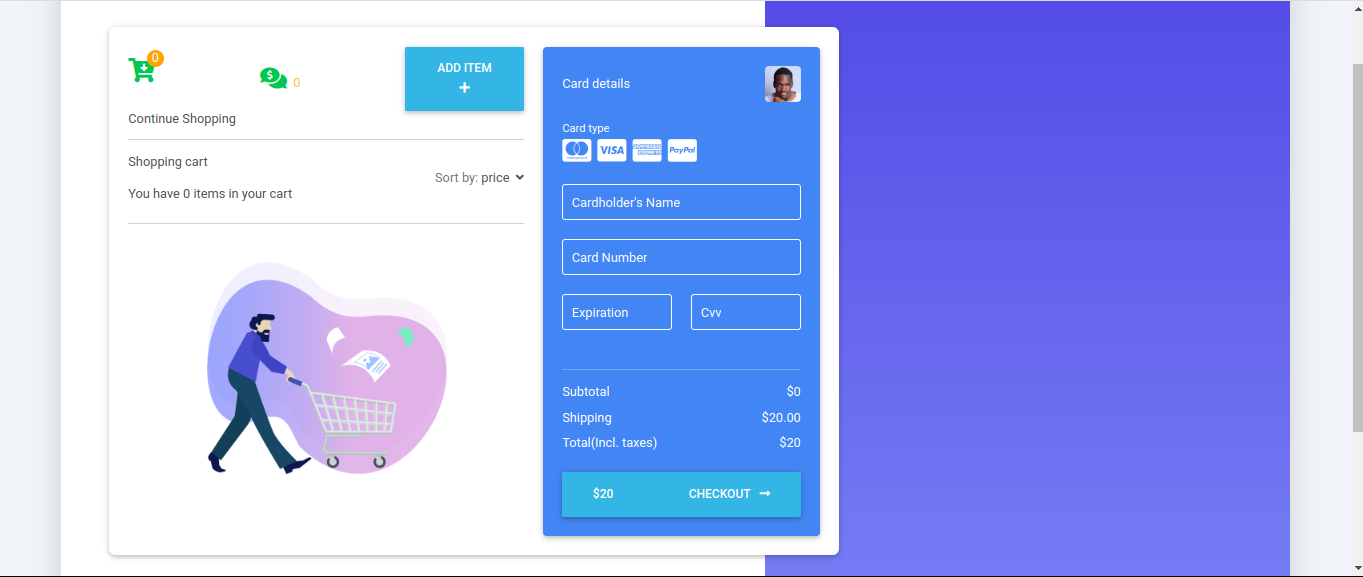 0
0
ADD ITEM
+
Continue Shopping
Shopping cart
You have 0 items in your cart
Sort by: price
Card details
Card type
VISA
AMERICAN EXPRESS
PayPal
Cardholder's Name
Card Number
Expiration
Cvv
Subtotal $0
Shipping $20.00
Total(Incl. taxes) $20
$20 CHECKOUT